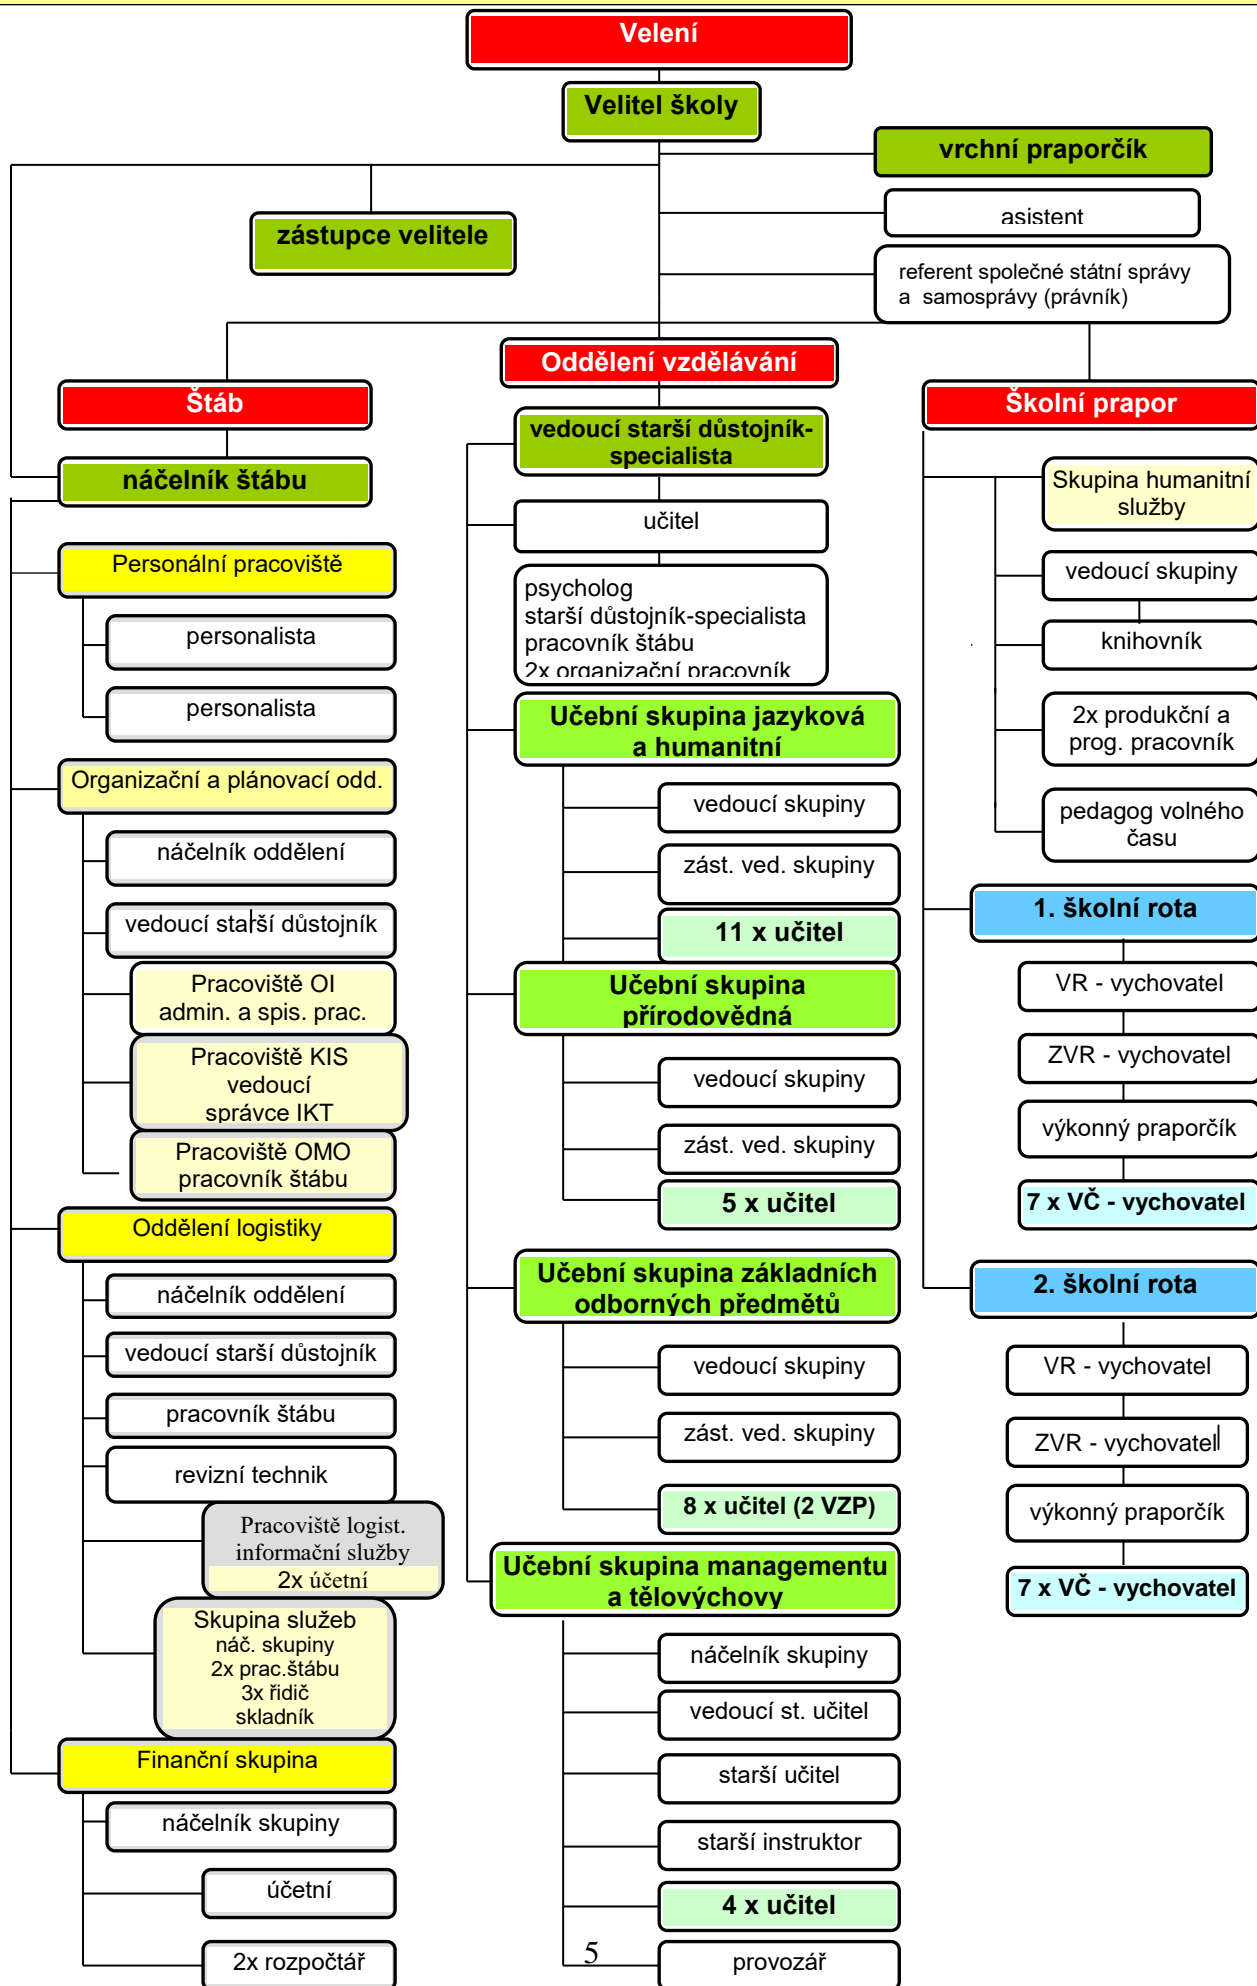 Velení
Velitel školy
vrchní praporčík
asistent
zástupce velitele
referent společné státní správy
a samosprávy (právník)
Štáb
náčelník štábu
Personální pracoviště
personalista
personalista
Organizační a plánovací odd.
náčelník oddělení
vedoucí starší důstojník
Pracoviště OI
admin. a spis. prac.
Pracoviště KIS
vedoucí
správce IKT
Pracoviště OMO
pracovník štábu
Oddělení logistiky
náčelník oddělení
vedoucí starší důstojník
pracovník štábu
revizní technik
Pracoviště logist.
informační služby
2x účetní
Skupina služeb
náč. skupiny
2x prac.štábu
3x řidič
skladník
Finanční skupina
náčelník skupiny
účetní
2x rozpočtář
Oddělení vzdělávání
vedoucí starší důstojník-
specialista
učitel
psycholog
starší důstojník-specialista
pracovník štábu
2x organizační pracovník
Učební skupina jazyková
a humanitní
vedoucí skupiny
zást. ved. skupiny
11 x učitel
Učební skupina
přírodovědná
vedoucí skupiny
zást. ved. skupiny
5 x učitel
Učební skupina základních
odborných předmětů
vedoucí skupiny
zást. ved. skupiny
8 x učitel (2 VZP)
Učební skupina managementu
a tělovýchovy
náčelník skupiny
vedoucí st. učitel
starší učitel
starší instruktor
4 x učitel
provozář
Školní prapor
Skupina humanitní
služby
vedoucí skupiny
knihovník
2x produkční a
prog. pracovník
pedagog volného
času
1. školní rota
VR - vychovatel
ZVR - vychovatel
výkonný praporčík
7 x VČ - vychovatel
2. školní rota
VR - vychovatel
ZVR - vychovatel
výkonný praporčík
7 x VČ - vychovatel
5